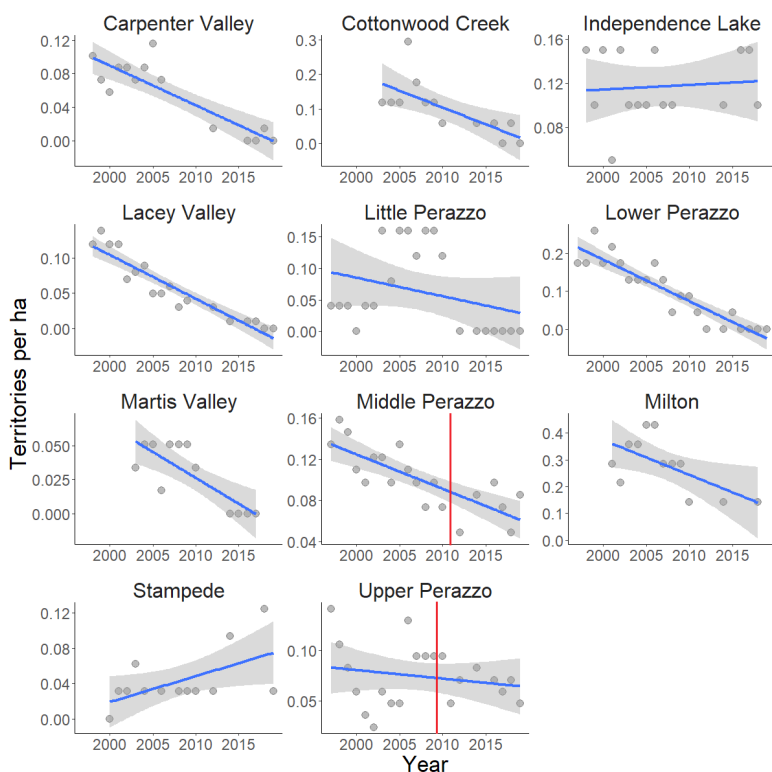 Carpenter Valley Cottonwood Creek Independence Lake
0.12 0.08 0.04 0.00
0.3 0.2 0.1 0.0
0.16 0.12 0.08
2000 2005 2010 2015 2000 2005 2010 2015 2000 2005 2010 2015
Lacey Valley Little Perazzo Lower Perazzo
0.10 0.05 0.00
0.15 0.10 0.05 0.00
0.2 0.1 0.0
2000 2005 2010 2015 2000 2005 2010 2015 2000 2005 2010 2015
Territories per ha
Martis Valley Middle Perazzo Milton
0.050 0.025 0.000
0.16 0.12 0.08 0.04
0.4 0.3 0.2 0.1 0.0
2000 2005 2010 2015 2000 2005 2010 2015 2000 2005 2010 2015
Stampede Upper Perazzo
0.12 0.08 0.04 0.00
0.10 0.05
2000 2005 2010 2015 2000 2005 2010 2015
Year